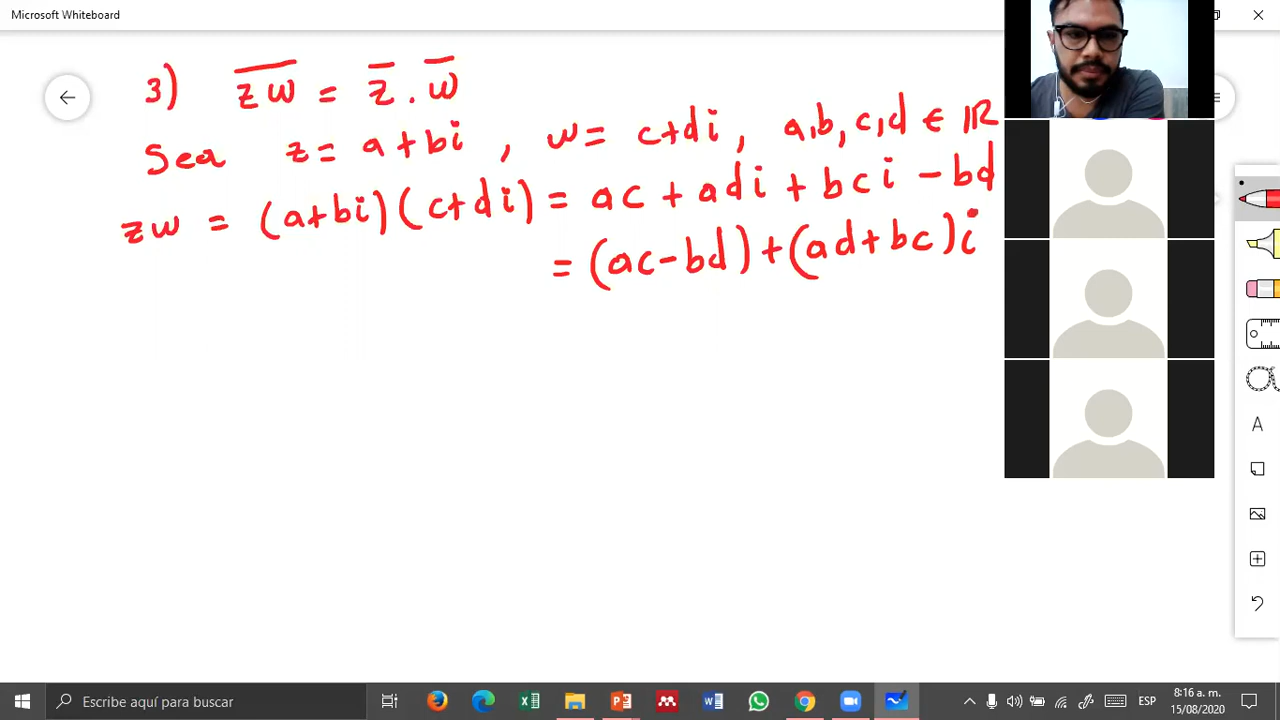 Microsoft Whiteboard
3) \overline{zw} = \overline{z} . \overline{w}
Sea z = a+bi , w = c+di , a,b,c,d ∈ ℝ
zw = (a+bi)(c+di) = ac + adi + bci - bd
= (ac-bd)+(ad+bc)i
A
Escribe aquí para buscar
ESP
8:16 a. m.
15/08/2020